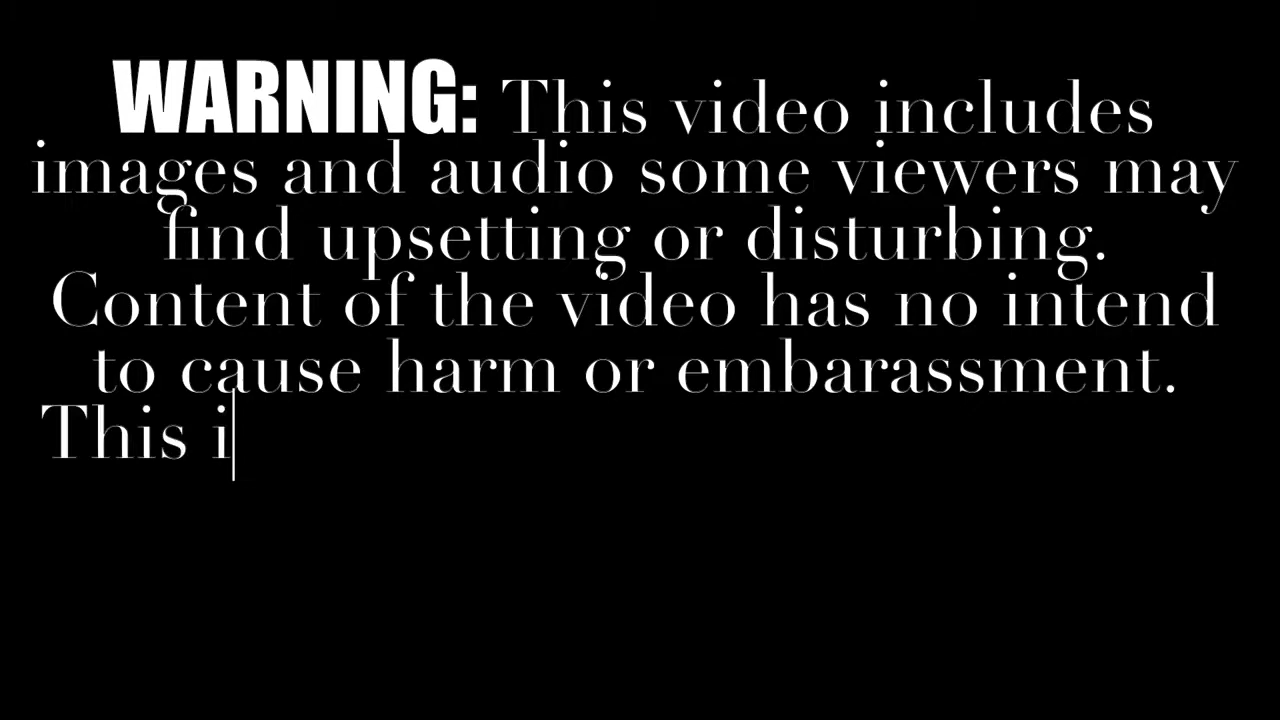 WARNING: This video includes
images and audio some viewers may
find upsetting or disturbing.
Content of the video has no intend
to cause harm or embarassment.
This i